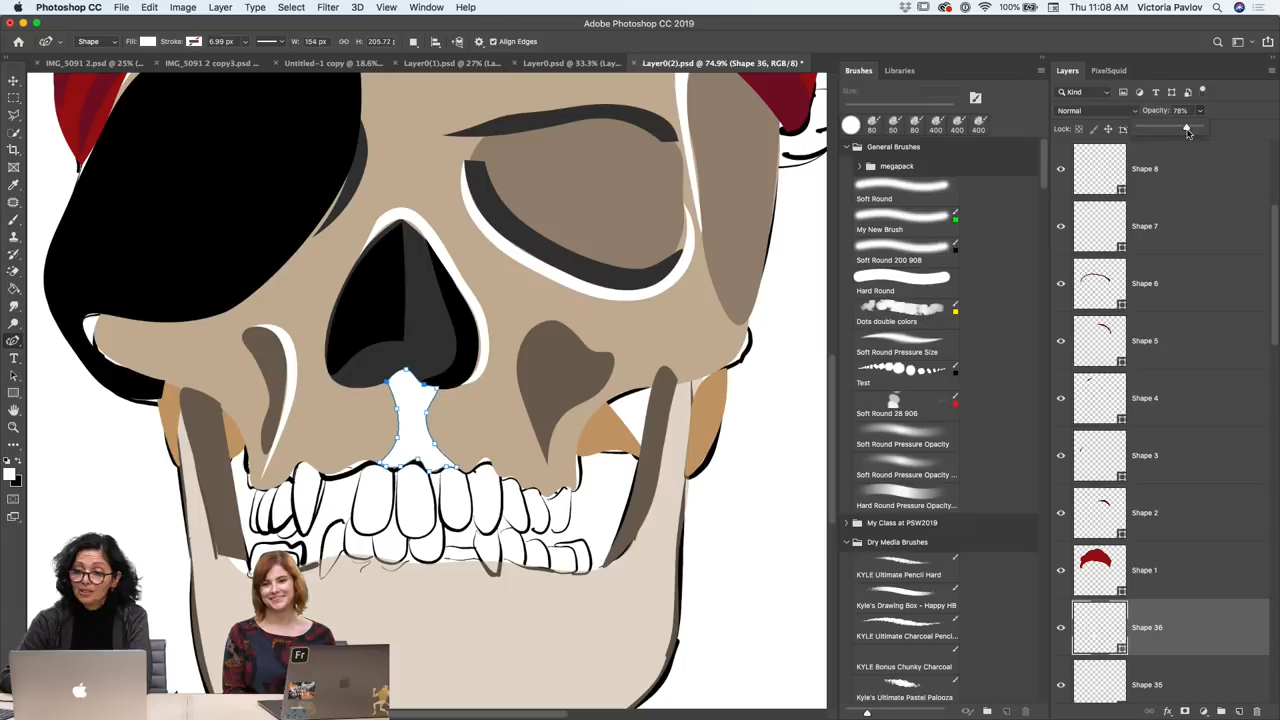 Photoshop CC File Edit Image Layer Type Select Filter 3D View Window Help 100% Thu 11:08 AM Victoria Pavlov
Adobe Photoshop CC 2019
Shape Fill: Stroke: 6.99 px W: 154 px H: 205.72 Align Edges
IMG_5091 2.psd @ 25% (... IMG_5091 2 copy3.psd ... Untitled-1 copy @ 18.6%... Layer0(1).psd @ 27% (La... Layer0.psd @ 33.3% (Lay... Layer0(2).psd @ 74.9% (Shape 36, RGB/8) *
Brushes Libraries
Size:
80 50 80 400 400 400
General Brushes
megapack
Soft Round
My New Brush
Soft Round 200 908
Hard Round
Dots double colors
Soft Round Pressure Size
Test
Soft Round 28 906
Soft Round Pressure Opacity
Soft Round Pressure Opacity ...
Hard Round Pressure Opacity...
My Class at PSW2019
Dry Media Brushes
KYLE Ultimate Pencil Hard
Kyle's Drawing Box - Happy HB
KYLE Ultimate Charcoal Penci...
KYLE Bonus Chunky Charcoal
Kyle's Ultimate Pastel Palooza
Layers PixelSquid
Kind
Normal Opacity: 78%
Lock:
Shape 8
Shape 7
Shape 6
Shape 5
Shape 4
Shape 3
Shape 2
Shape 1
Shape 36
Shape 35
Fr